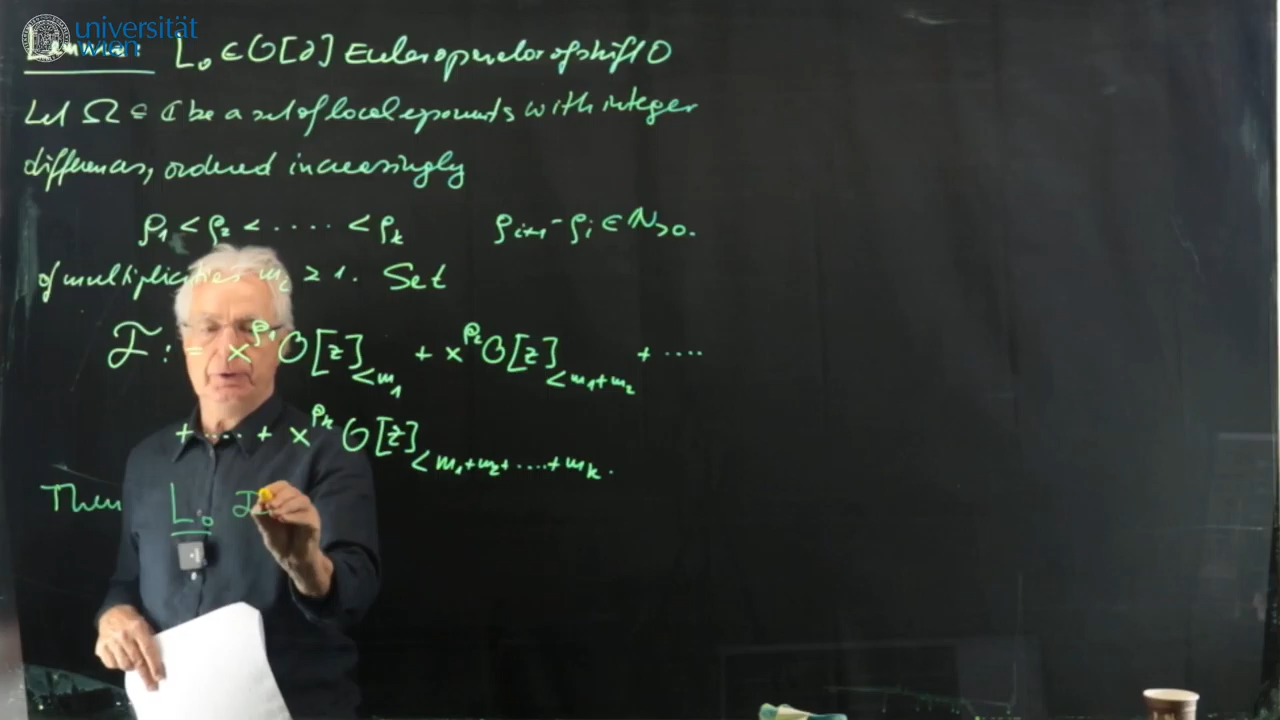 universität
wien
Lemma: L₀ ∈ O[∂] Euler operator of shift 0
Let Ω ⊆ ℂ be a set of local exponents with integer
differences, ordered increasingly
ρ₁ < ρ₂ < ····· < ρₖ ρᵢ₊₁ - ρᵢ ∈ ℕ>0.
of multiplicities mᵢ ≥ 1. Set
F := x^ρ₁ O[z]_{<m₁} + x^ρ₂ O[z]_{<m₁+m₂} + ····
+ ···· + x^ρₖ O[z]_{<m₁+m₂+·····+mₖ}.
Then L₀